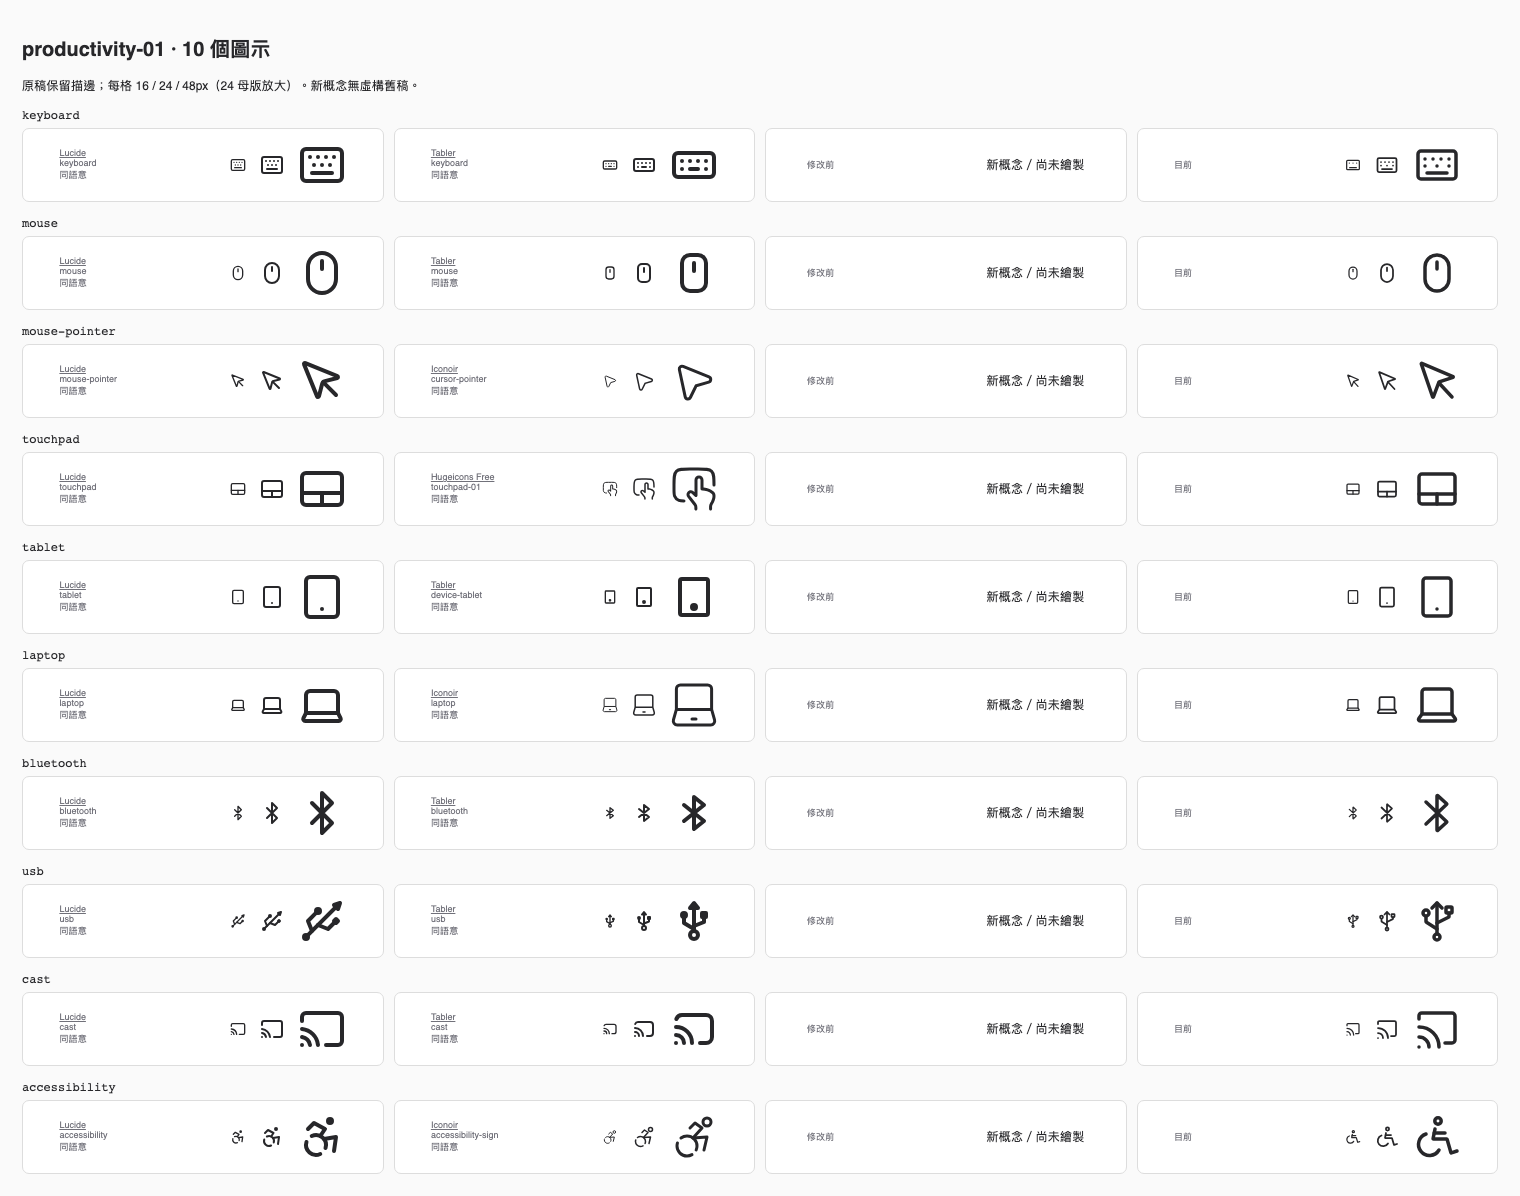 productivity-01 · 10 個圖示
原稿保留描邊；每格 16 / 24 / 48px（24 母版放大）。新概念無虛構舊稿。
keyboard
Lucide
keyboard
同語意
Tabler
keyboard
同語意
修改前
新概念 / 尚未繪製
目前
mouse
Lucide
mouse
同語意
Tabler
mouse
同語意
修改前
新概念 / 尚未繪製
目前
mouse-pointer
Lucide
mouse-pointer
同語意
Iconoir
cursor-pointer
同語意
修改前
新概念 / 尚未繪製
目前
touchpad
Lucide
touchpad
同語意
Hugeicons Free
touchpad-01
同語意
修改前
新概念 / 尚未繪製
目前
tablet
Lucide
tablet
同語意
Tabler
device-tablet
同語意
修改前
新概念 / 尚未繪製
目前
laptop
Lucide
laptop
同語意
Iconoir
laptop
同語意
修改前
新概念 / 尚未繪製
目前
bluetooth
Lucide
bluetooth
同語意
Tabler
bluetooth
同語意
修改前
新概念 / 尚未繪製
目前
usb
Lucide
usb
同語意
Tabler
usb
同語意
修改前
新概念 / 尚未繪製
目前
cast
Lucide
cast
同語意
Tabler
cast
同語意
修改前
新概念 / 尚未繪製
目前
accessibility
Lucide
accessibility
同語意
Iconoir
accessibility-sign
同語意
修改前
新概念 / 尚未繪製
目前